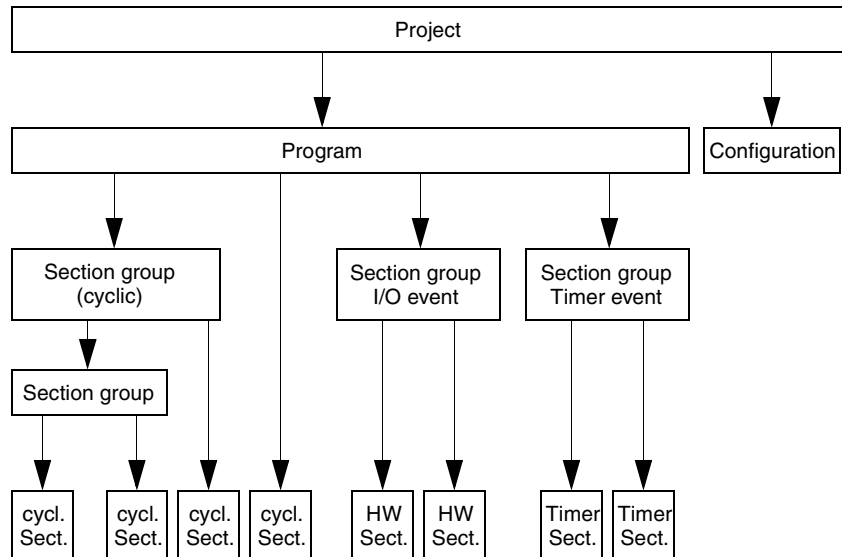 Project
Program
Configuration
Section group
(cyclic)
Section group
I/O event
Section group
Timer event
Section group
cycl.
Sect.
cycl.
Sect.
cycl.
Sect.
cycl.
Sect.
HW
Sect.
HW
Sect.
Timer
Sect.
Timer
Sect.